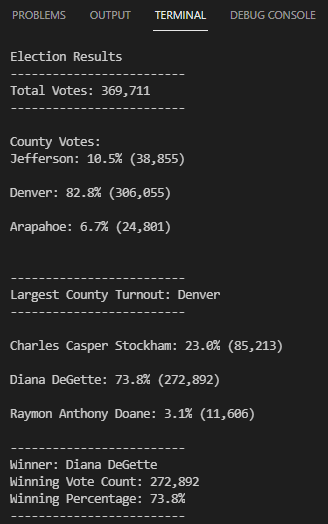 PROBLEMS OUTPUT TERMINAL DEBUG CONSOLE
Election Results
-------------------------
Total Votes: 369,711
-------------------------
County Votes:
Jefferson: 10.5% (38,855)
Denver: 82.8% (306,055)
Arapahoe: 6.7% (24,801)
-------------------------
Largest County Turnout: Denver
-------------------------
Charles Casper Stockham: 23.0% (85,213)
Diana DeGette: 73.8% (272,892)
Raymon Anthony Doane: 3.1% (11,606)
-------------------------
Winner: Diana DeGette
Winning Vote Count: 272,892
Winning Percentage: 73.8%
-------------------------